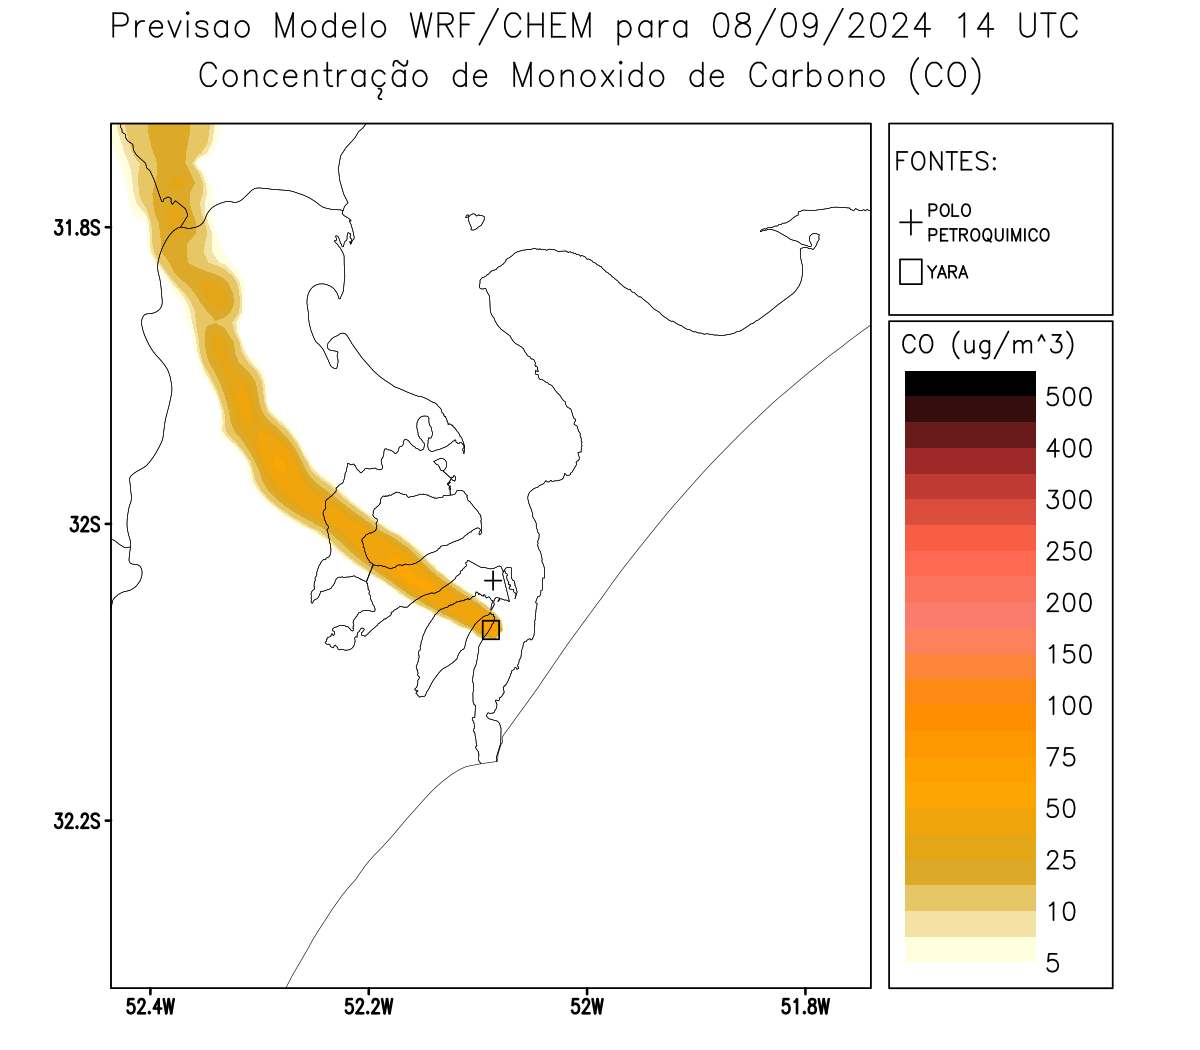 Previsao Modelo WRF/CHEM para 08/09/2024 14 UTC
Concentração de Monoxido de Carbono (CO)
FONTES:
POLO
PETROQUIMICO
YARA
CO (ug/m^3)
500
400
300
250
200
150
100
75
50
25
10
5
31.8S
32S
32.2S
52.4W
52.2W
52W
51.8W